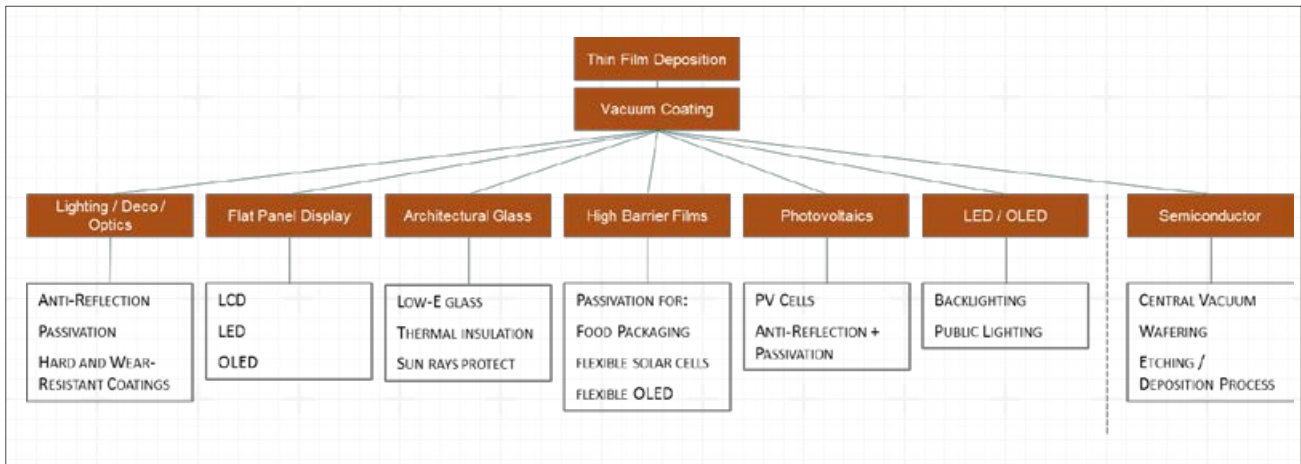 Thin Film Deposition
Vacuum Coating
Lighting / Deco /
Optics
Flat Panel Display
Architectural Glass
High Barrier Films
Photovoltaics
LED / OLED
Semiconductor
ANTI-REFLECTION
PASSIVATION
HARD AND WEAR-
RESISTANT COATINGS
LCD
LED
OLED
LOW-E GLASS
THERMAL INSULATION
SUN RAYS PROTECT
PASSIVATION FOR:
FOOD PACKAGING
FLEXIBLE SOLAR CELLS
FLEXIBLE OLED
PV CELLS
ANTI-REFLECTION +
PASSIVATION
BACKLIGHTING
PUBLIC LIGHTING
CENTRAL VACUUM
WAFERING
ETCHING /
DEPOSITION PROCESS